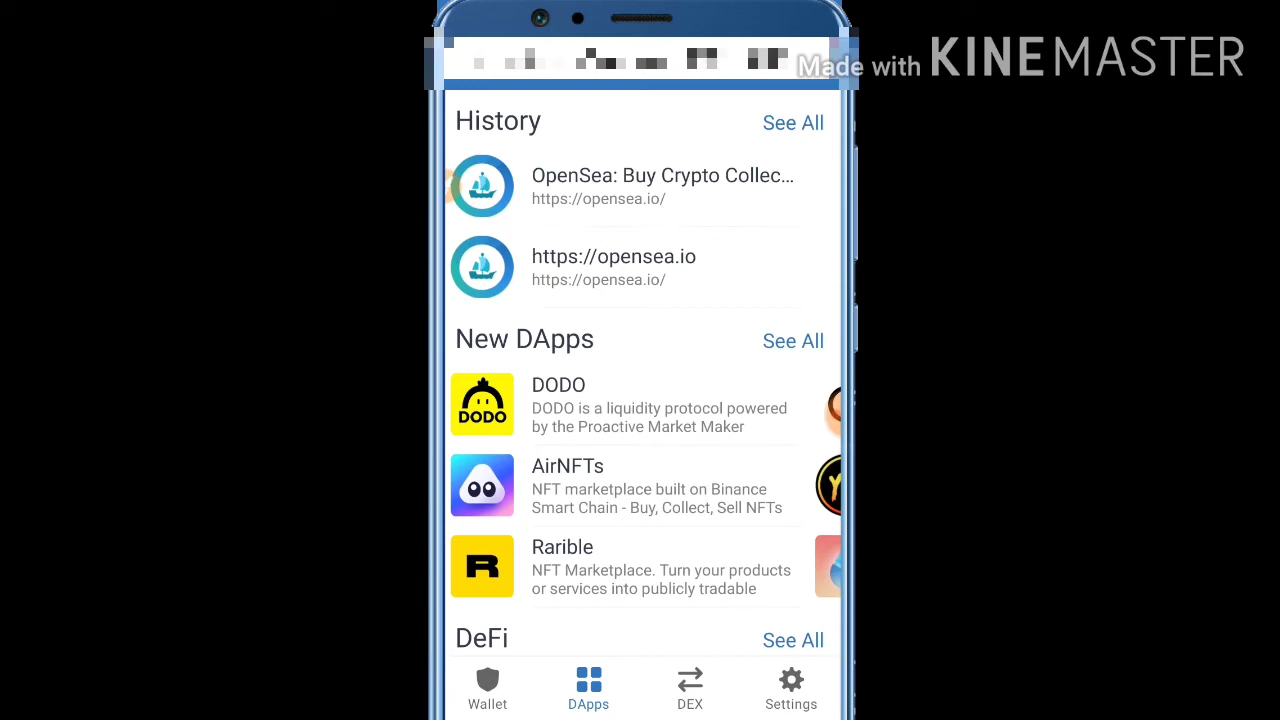 Made with KINEMASTER
History
See All
OpenSea: Buy Crypto Collec...
https://opensea.io/
https://opensea.io
https://opensea.io/
New DApps
See All
DODO
DODO
DODO is a liquidity protocol powered
by the Proactive Market Maker
AirNFTs
NFT marketplace built on Binance
Smart Chain - Buy, Collect, Sell NFTs
R
Rarible
NFT Marketplace. Turn your products
or services into publicly tradable
DeFi
See All
Wallet
DApps
DEX
Settings